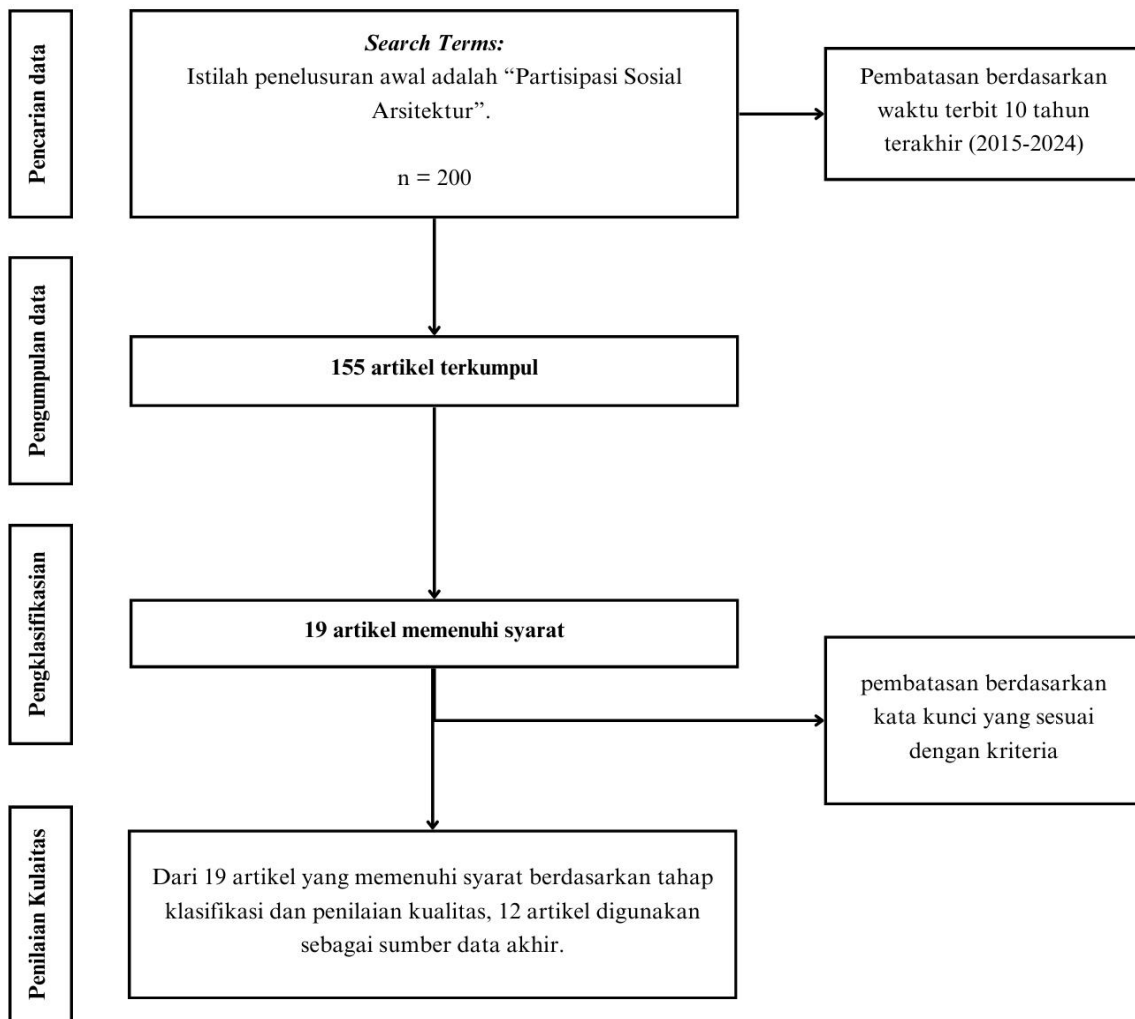 Pencarian data
Search Terms:
Istilah penelusuran awal adalah “Partisipasi Sosial
Arsitektur”.
n = 200
Pembatasan berdasarkan
waktu terbit 10 tahun
terakhir (2015-2024)
Pengumpulan data
155 artikel terkumpul
Pengklasifikasian
19 artikel memenuhi syarat
pembatasan berdasarkan
kata kunci yang sesuai
dengan kriteria
Penilaian Kulaitas
Dari 19 artikel yang memenuhi syarat berdasarkan tahap
klasifikasi dan penilaian kualitas, 12 artikel digunakan
sebagai sumber data akhir.